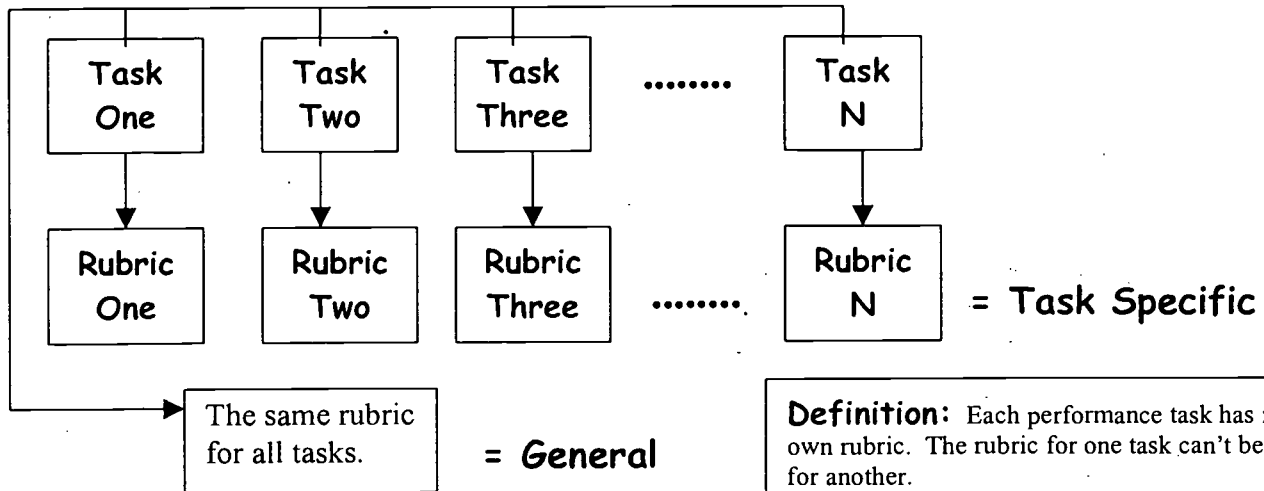 Task
One
Task
Two
Task
Three
........
Task
N
Rubric
One
Rubric
Two
Rubric
Three
........
Rubric
N
= Task Specific
The same rubric
for all tasks.
= General
Definition: Each performance task has
own rubric. The rubric for one task can't be
for another.